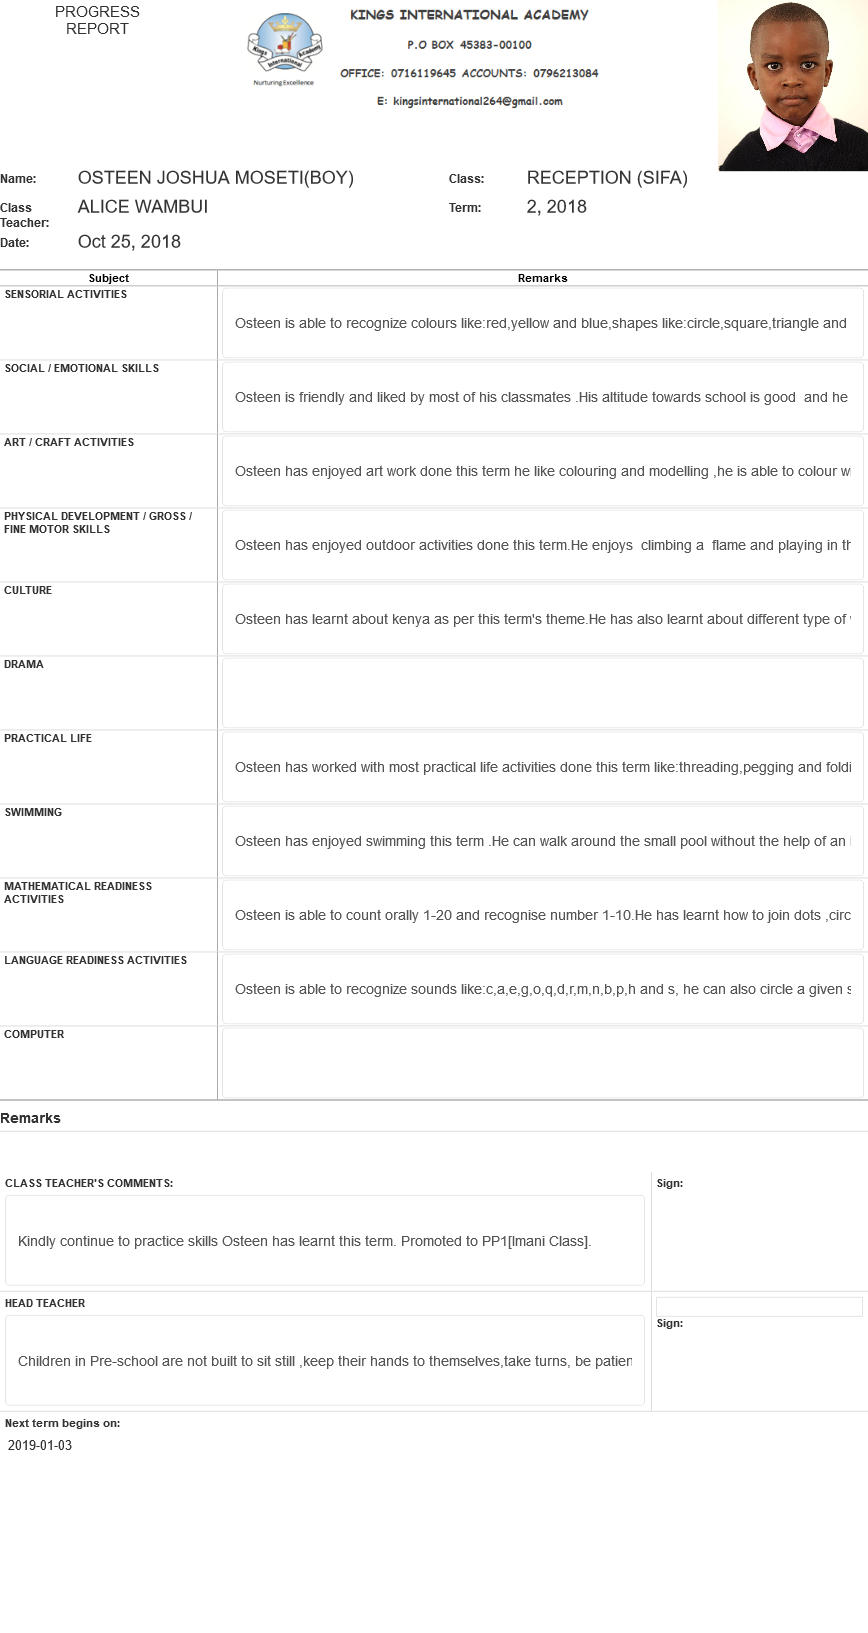 PROGRESS
REPORT
Kings International Academy
Nurturing Excellence
KINGS INTERNATIONAL ACADEMY
P.O BOX 45383-00100
OFFICE: 0716119645 ACCOUNTS: 0796213084
E: kingsinternational264@gmail.com
Name: OSTEEN JOSHUA MOSETI(BOY) Class: RECEPTION (SIFA)
Class Teacher: ALICE WAMBUI Term: 2, 2018
Date: Oct 25, 2018
Subject Remarks
SENSORIAL ACTIVITIES
Osteen is able to recognize colours like:red,yellow and blue,shapes like:circle,square,triangle and
SOCIAL / EMOTIONAL SKILLS
Osteen is friendly and liked by most of his classmates .His altitude towards school is good and he
ART / CRAFT ACTIVITIES
Osteen has enjoyed art work done this term he like colouring and modelling ,he is able to colour
PHYSICAL DEVELOPMENT / GROSS /
FINE MOTOR SKILLS
Osteen has enjoyed outdoor activities done this term.He enjoys climbing a flame and playing in
CULTURE
Osteen has learnt about kenya as per this term's theme.He has also learnt about different type of
DRAMA
PRACTICAL LIFE
Osteen has worked with most practical life activities done this term like:threading,pegging and foldi
SWIMMING
Osteen has enjoyed swimming this term .He can walk around the small pool without the help of an
MATHEMATICAL READINESS
ACTIVITIES
Osteen is able to count orally 1-20 and recognise number 1-10.He has learnt how to join dots ,circ
LANGUAGE READINESS ACTIVITIES
Osteen is able to recognize sounds like:c,a,e,g,o,q,d,r,m,n,b,p,h and s, he can also circle a given s
COMPUTER
Remarks
CLASS TEACHER'S COMMENTS: Sign:
Kindly continue to practice skills Osteen has learnt this term. Promoted to PP1[Imani Class].
HEAD TEACHER
Sign:
Children in Pre-school are not built to sit still ,keep their hands to themselves,take turns, be patien
Next term begins on:
2019-01-03